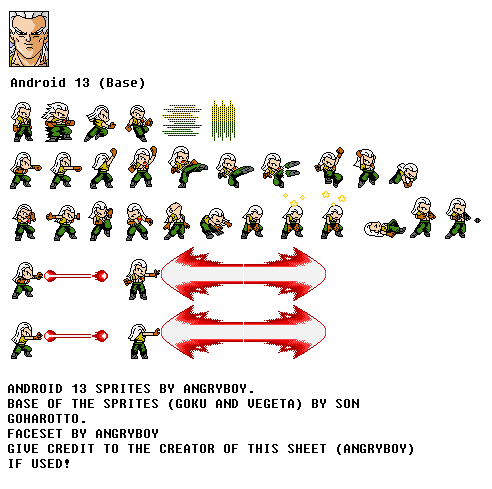 Android 13 (Base)
ANDROID 13 SPRITES BY ANGRYBOY.
BASE OF THE SPRITES (GOKU AND VEGETA) BY SON
GOHAROTTO.
FACESET BY ANGRYBOY
GIVE CREDIT TO THE CREATOR OF THIS SHEET (ANGRYBOY)
IF USED!